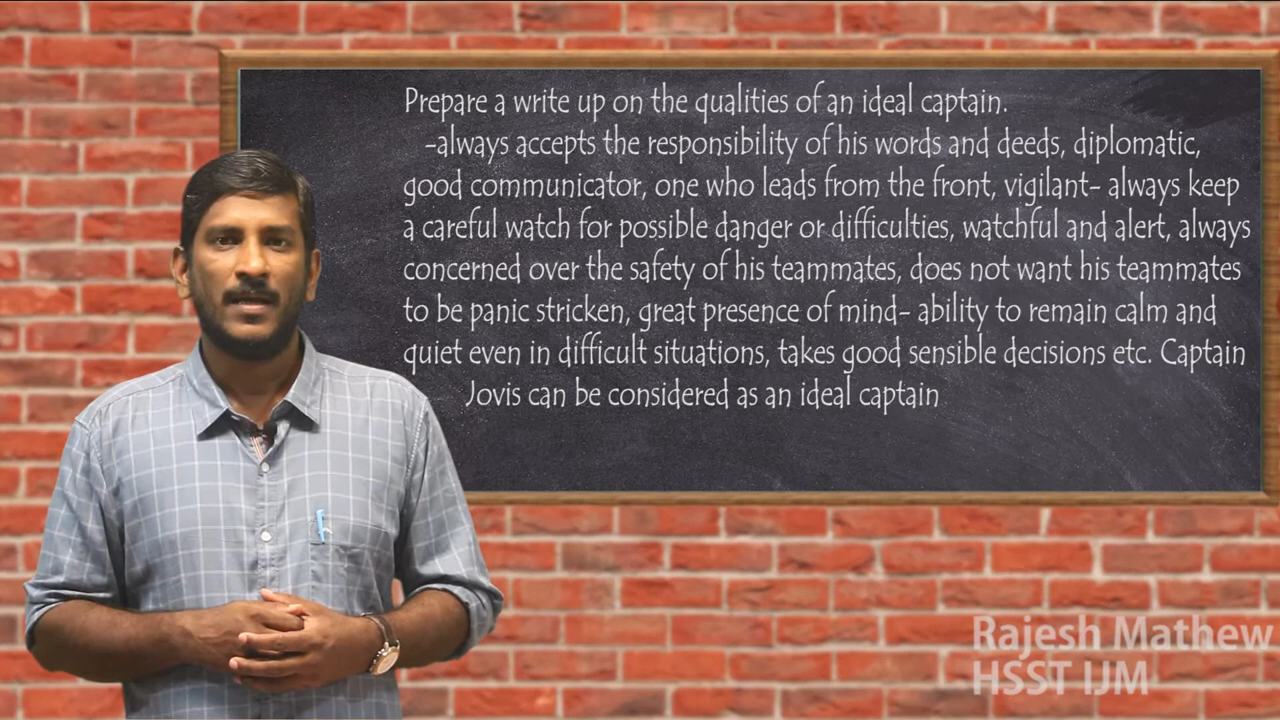 Prepare a write up on the qualities of an ideal captain.
-always accepts the responsibility of his words and deeds, diplomatic,
good communicator, one who leads from the front, vigilant- always keep
a careful watch for possible danger or difficulties, watchful and alert, always
concerned over the safety of his teammates, does not want his teammates
to be panic stricken, great presence of mind- ability to remain calm and
quiet even in difficult situations, takes good sensible decisions etc. Captain
Jovis can be considered as an ideal captain
Rajesh Mathew
HSST IJM